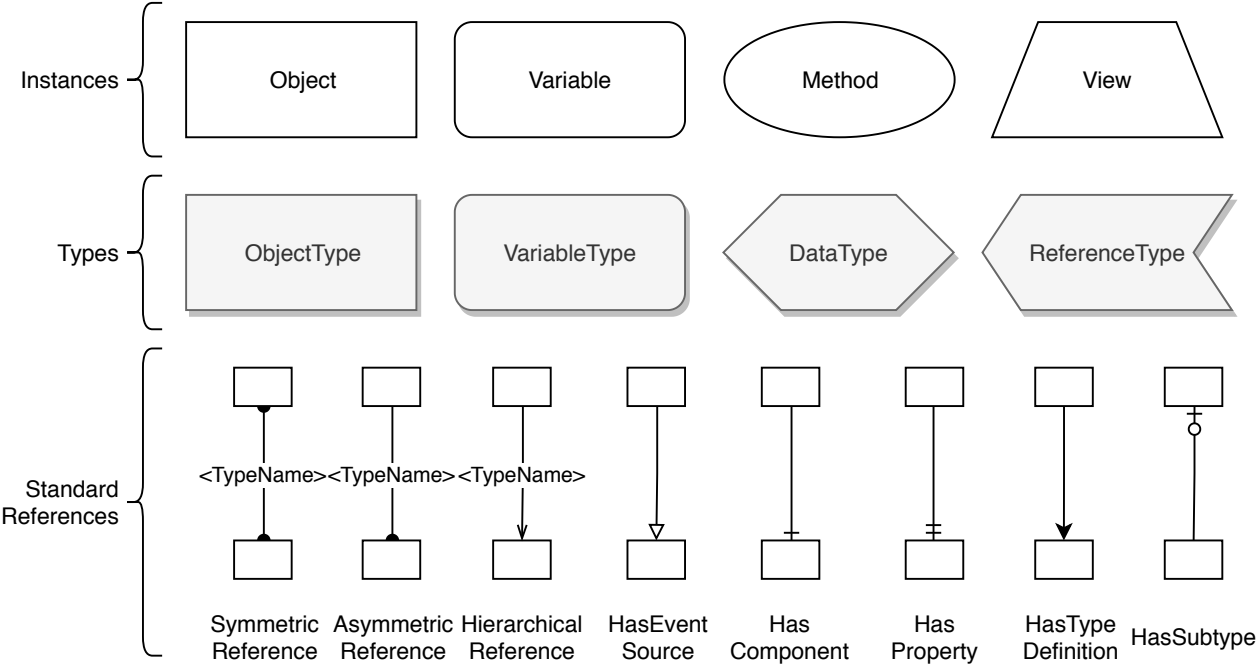 Instances
Object
Variable
Method
View
Types
ObjectType
VariableType
DataType
ReferenceType
Standard
References
<TypeName>
<TypeName>
<TypeName>
Symmetric
Reference
Asymmetric
Reference
Hierarchical
Reference
HasEvent
Source
Has
Component
Has
Property
HasType
Definition
HasSubtype